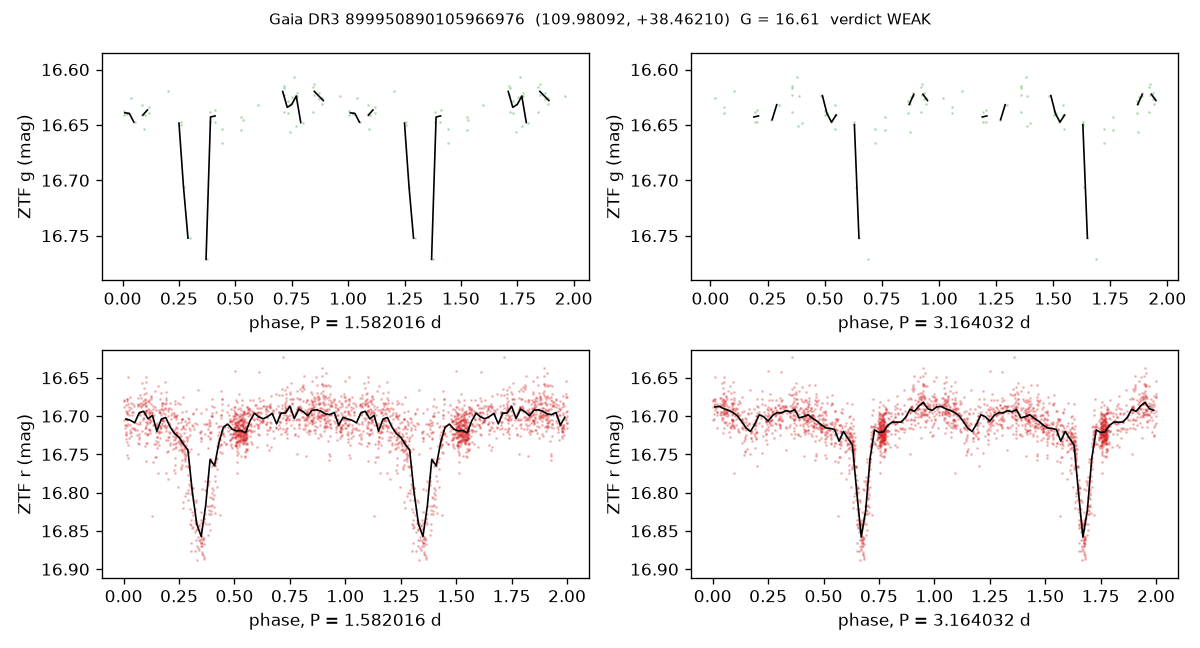 Gaia DR3 899950890105966976  (109.98092, +38.46210)  G = 16.61  verdict WEAK
ZTF g (mag)
16.60
16.65
16.70
16.75
0.00 0.25 0.50 0.75 1.00 1.25 1.50 1.75 2.00
phase, P = 1.582016 d
ZTF g (mag)
16.60
16.65
16.70
16.75
0.00 0.25 0.50 0.75 1.00 1.25 1.50 1.75 2.00
phase, P = 3.164032 d
ZTF r (mag)
16.65
16.70
16.75
16.80
16.85
16.90
0.00 0.25 0.50 0.75 1.00 1.25 1.50 1.75 2.00
phase, P = 1.582016 d
ZTF r (mag)
16.65
16.70
16.75
16.80
16.85
16.90
0.00 0.25 0.50 0.75 1.00 1.25 1.50 1.75 2.00
phase, P = 3.164032 d